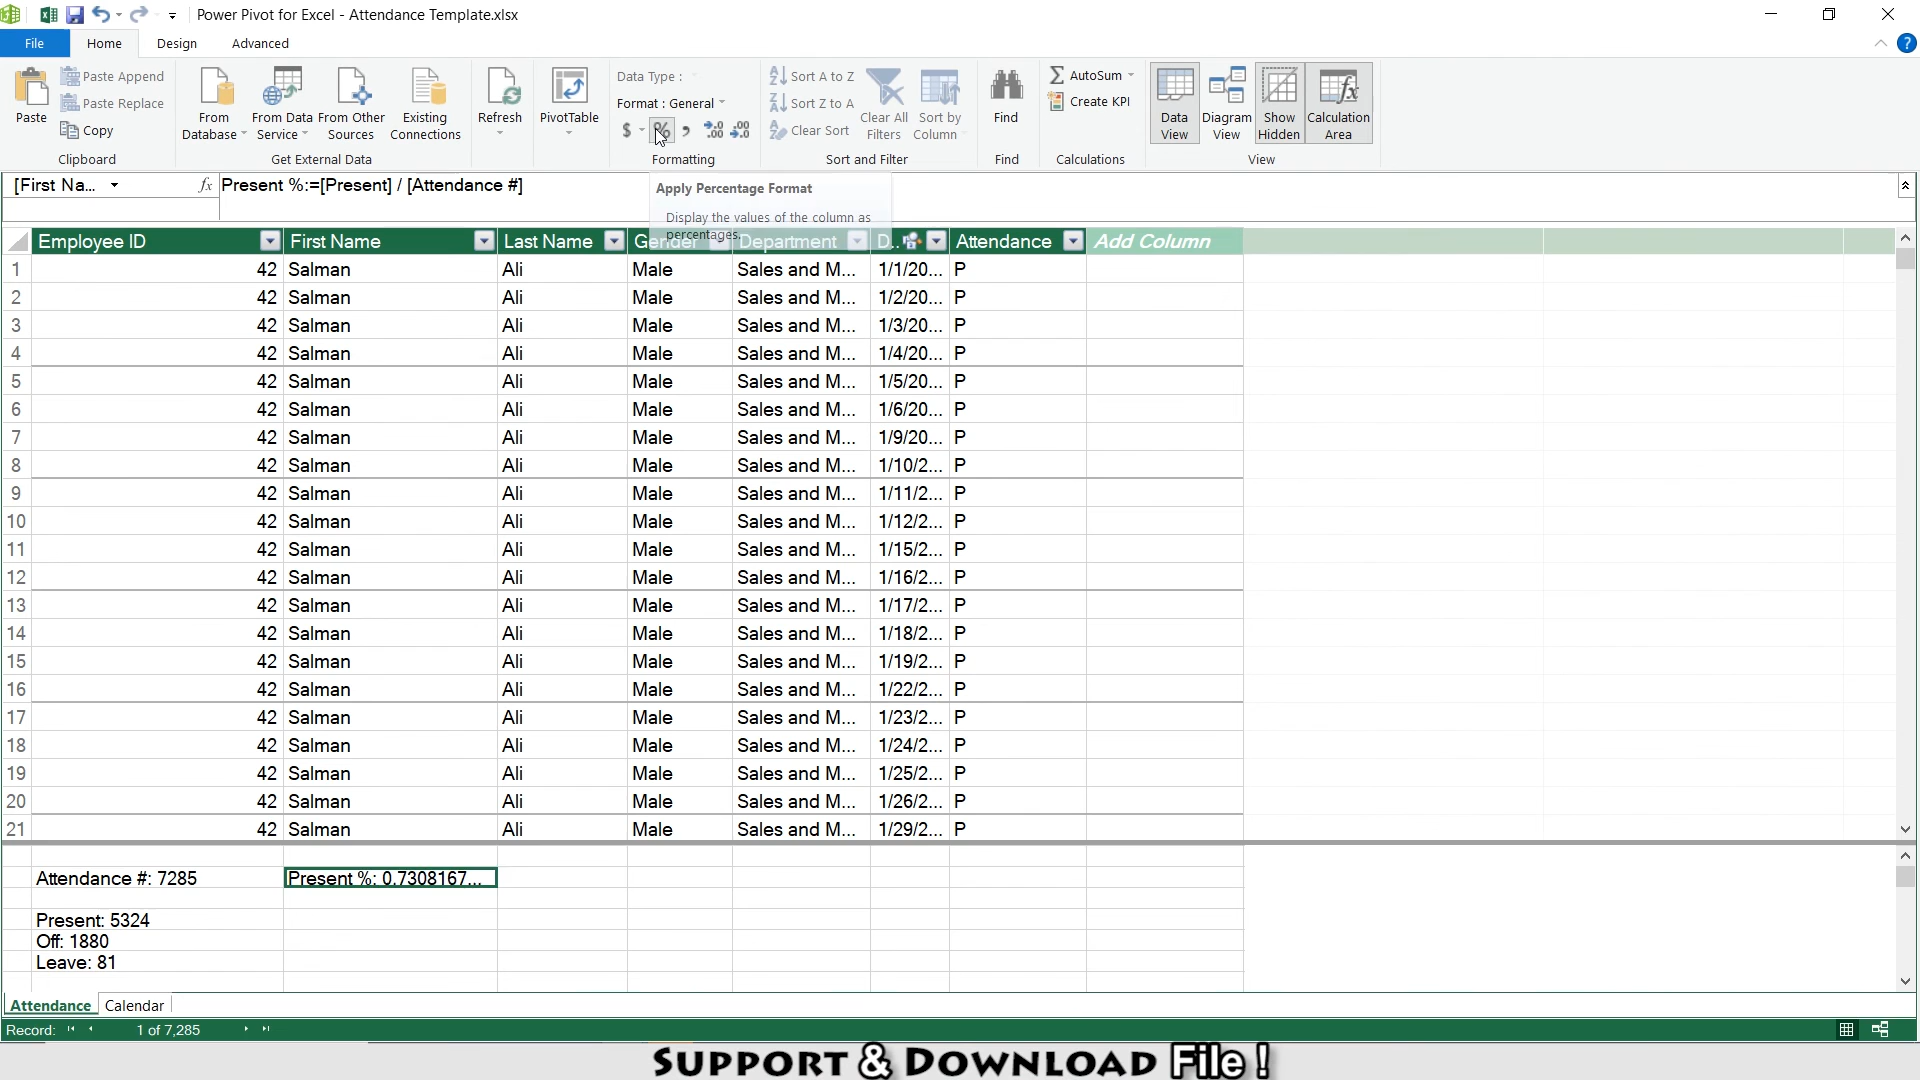 Power Pivot for Excel - Attendance Template.xlsx
File Home Design Advanced
Paste
Paste Append
Paste Replace
Copy
Clipboard
From Database
From Data Service
From Other Sources
Existing Connections
Get External Data
Refresh
PivotTable
Data Type :
Format : General
$ % ,
Formatting
Sort A to Z
Sort Z to A
Clear Sort
Clear All Filters
Sort by Column
Sort and Filter
Find
Find
AutoSum
Create KPI
Calculations
Data View
Diagram View
Show Hidden
Calculation Area
View
[First Na... fx Present %:=[Present] / [Attendance #]
Apply Percentage Format
Display the values of the column as
percentages.
Employee ID First Name Last Name Gender Department D... Attendance Add Column
1 42 Salman Ali Male Sales and M... 1/1/20... P
2 42 Salman Ali Male Sales and M... 1/2/20... P
3 42 Salman Ali Male Sales and M... 1/3/20... P
4 42 Salman Ali Male Sales and M... 1/4/20... P
5 42 Salman Ali Male Sales and M... 1/5/20... P
6 42 Salman Ali Male Sales and M... 1/6/20... P
7 42 Salman Ali Male Sales and M... 1/9/20... P
8 42 Salman Ali Male Sales and M... 1/10/2... P
9 42 Salman Ali Male Sales and M... 1/11/2... P
10 42 Salman Ali Male Sales and M... 1/12/2... P
11 42 Salman Ali Male Sales and M... 1/15/2... P
12 42 Salman Ali Male Sales and M... 1/16/2... P
13 42 Salman Ali Male Sales and M... 1/17/2... P
14 42 Salman Ali Male Sales and M... 1/18/2... P
15 42 Salman Ali Male Sales and M... 1/19/2... P
16 42 Salman Ali Male Sales and M... 1/22/2... P
17 42 Salman Ali Male Sales and M... 1/23/2... P
18 42 Salman Ali Male Sales and M... 1/24/2... P
19 42 Salman Ali Male Sales and M... 1/25/2... P
20 42 Salman Ali Male Sales and M... 1/26/2... P
21 42 Salman Ali Male Sales and M... 1/29/2... P
Attendance #: 7285 Present %: 0.7308167...
Present: 5324
Off: 1880
Leave: 81
Attendance Calendar
Record: 1 of 7,285
Support & Download File !